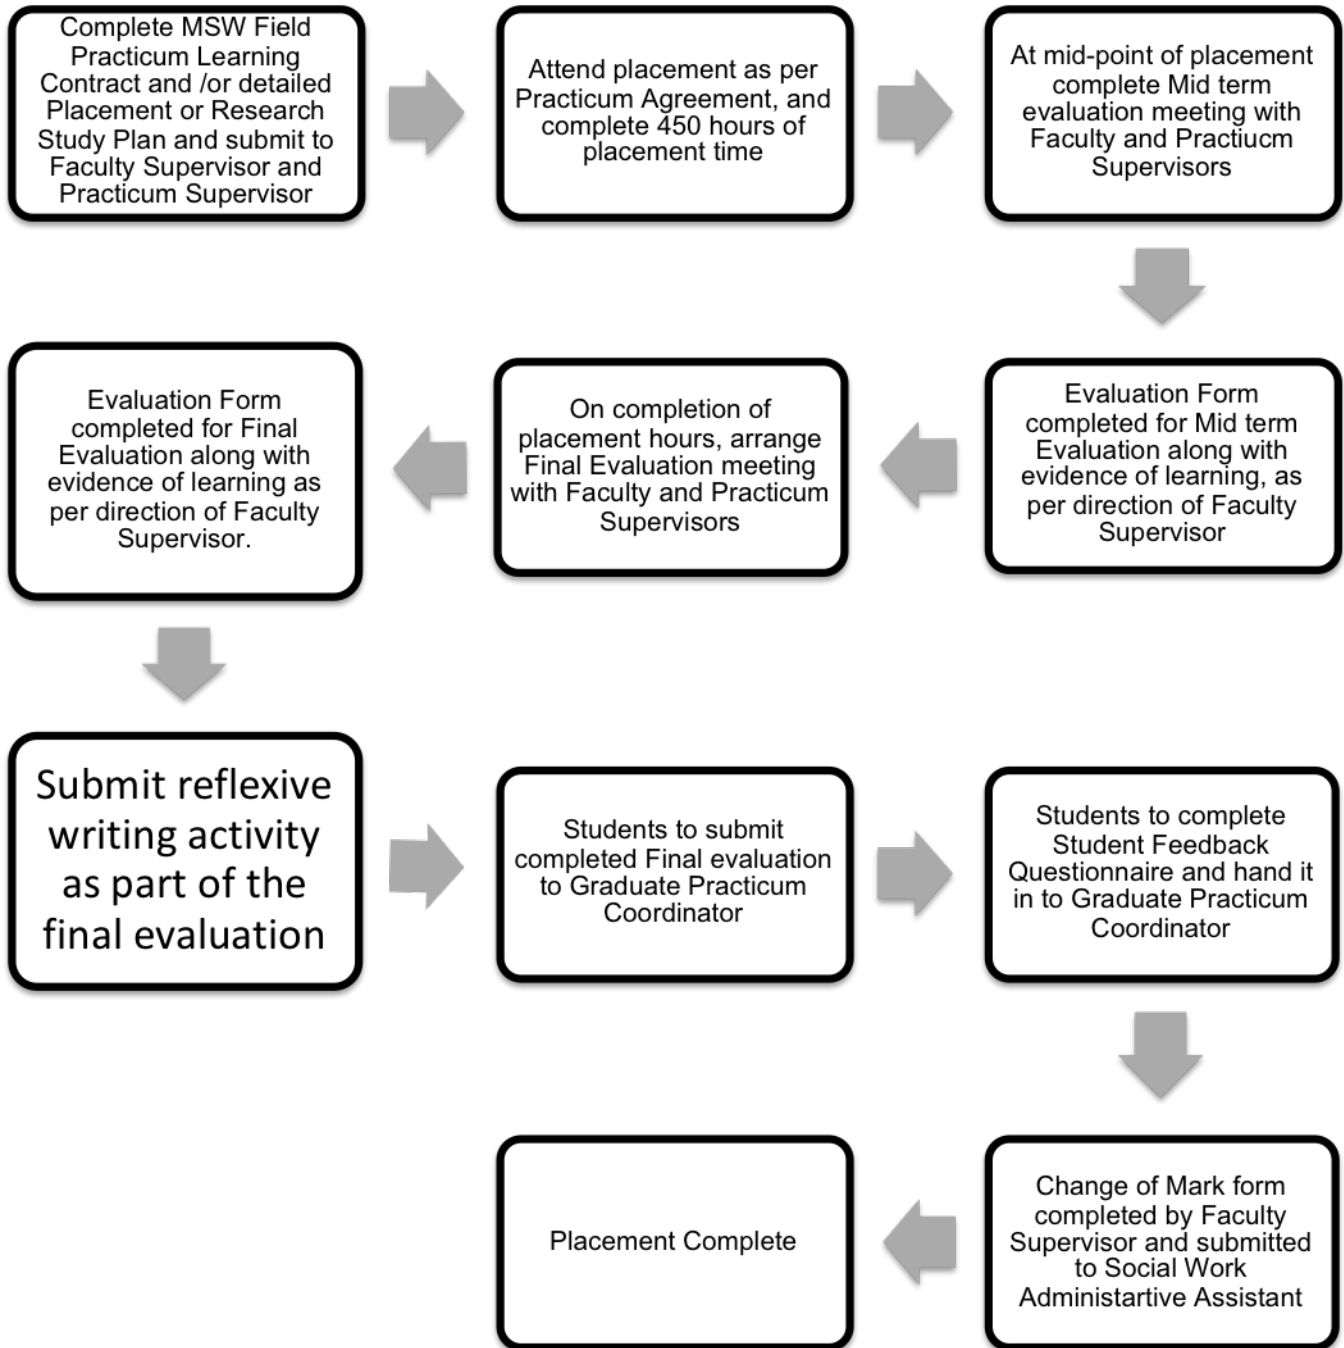 Complete MSW Field
Practicum Learning
Contract and /or detailed
Placement or Research
Study Plan and submit to
Faculty Supervisor and
Practicum Supervisor
Attend placement as per
Practicum Agreement, and
complete 450 hours of
placement time
At mid-point of placement
complete Mid term
evaluation meeting with
Faculty and Practiucm
Supervisors
Evaluation Form
completed for Mid term
Evaluation along with
evidence of learning, as
per direction of Faculty
Supervisor
On completion of
placement hours, arrange
Final Evaluation meeting
with Faculty and Practicum
Supervisors
Evaluation Form
completed for Final
Evaluation along with
evidence of learning as
per direction of Faculty
Supervisor.
Submit reflexive
writing activity
as part of the
final evaluation
Students to submit
completed Final evaluation
to Graduate Practicum
Coordinator
Students to complete
Student Feedback
Questionnaire and hand it
in to Graduate Practicum
Coordinator
Change of Mark form
completed by Faculty
Supervisor and submitted
to Social Work
Administartive Assistant
Placement Complete